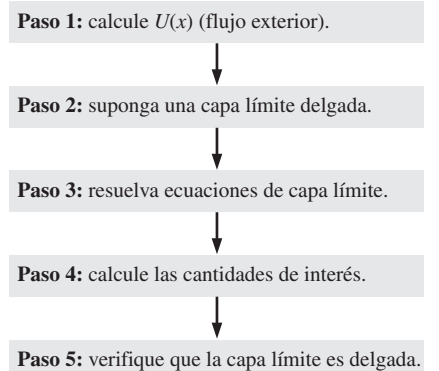 Paso 1: calcule U(x) (flujo exterior).
Paso 2: suponga una capa límite delgada.
Paso 3: resuelva ecuaciones de capa límite.
Paso 4: calcule las cantidades de interés.
Paso 5: verifique que la capa límite es delgada.